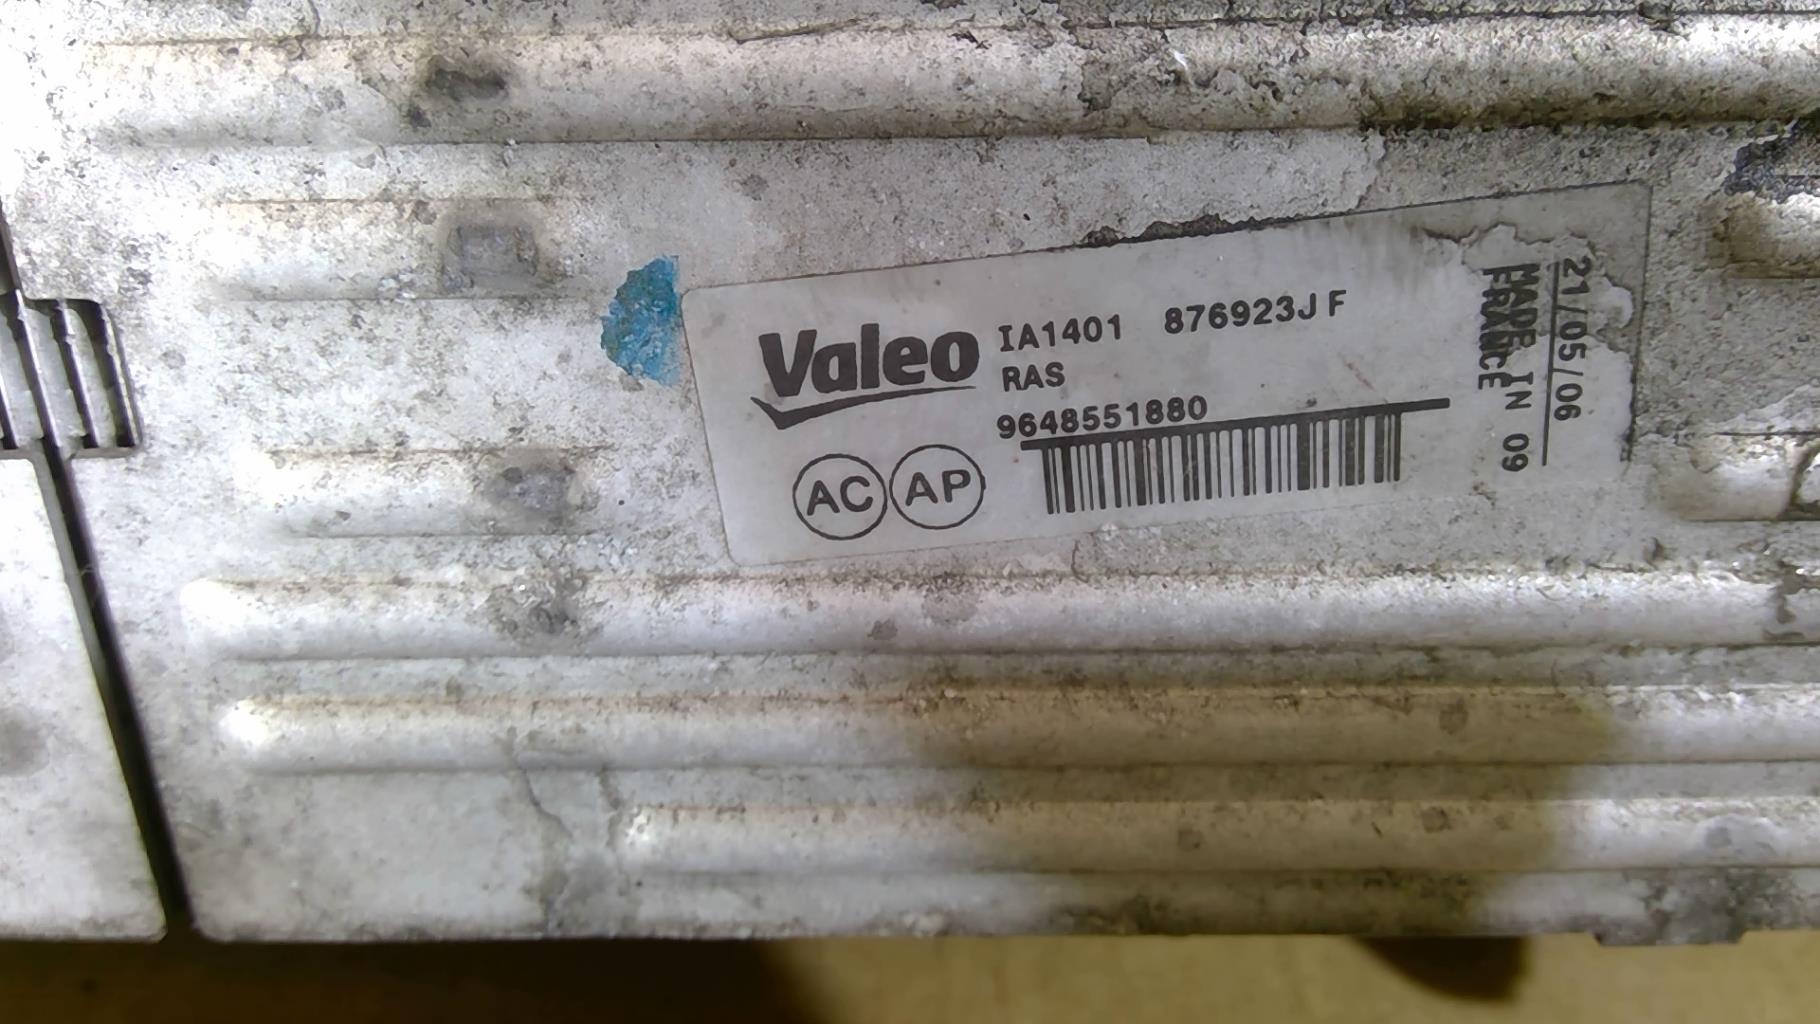 Valeo
IA1401 876923J F
RAS
9648551880
AC AP
21/05/06
MADE IN 09
FRANCE